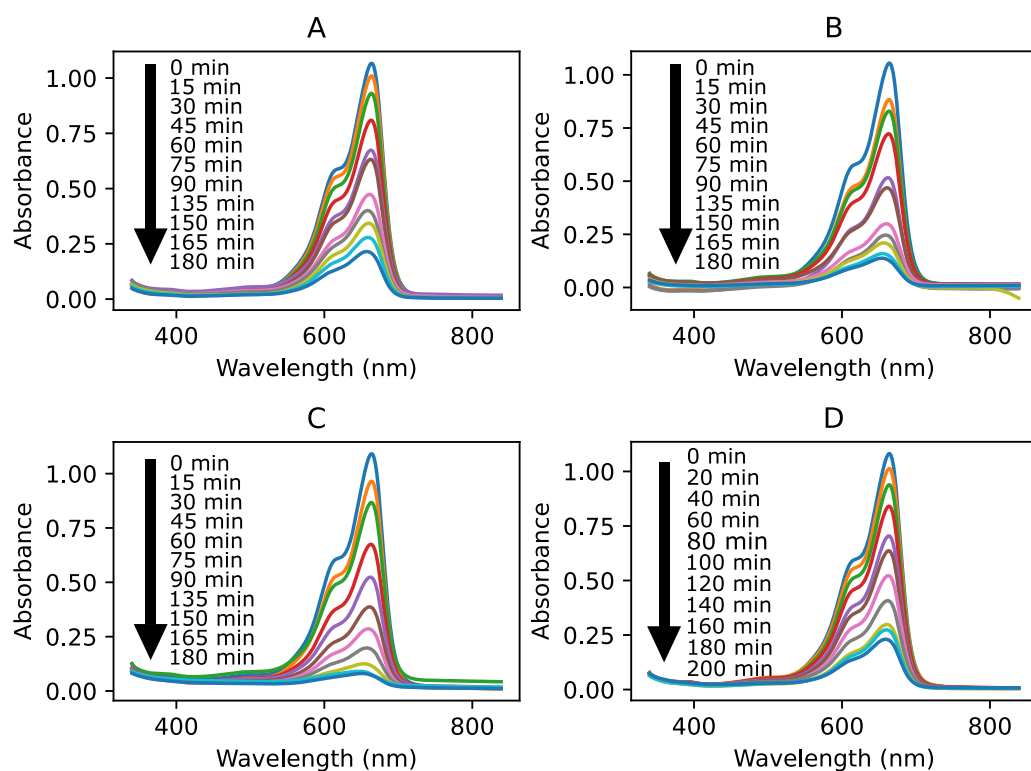 A
Absorbance
1.00
0.75
0.50
0.25
0.00
0 min
15 min
30 min
45 min
60 min
75 min
90 min
135 min
150 min
165 min
180 min
400 600 800
Wavelength (nm)
B
Absorbance
1.00
0.75
0.50
0.25
0.00
0 min
15 min
30 min
45 min
60 min
75 min
90 min
135 min
150 min
165 min
180 min
400 600 800
Wavelength (nm)
C
Absorbance
1.00
0.75
0.50
0.25
0.00
0 min
15 min
30 min
45 min
60 min
75 min
90 min
135 min
150 min
165 min
180 min
400 600 800
Wavelength (nm)
D
Absorbance
1.00
0.75
0.50
0.25
0.00
0 min
20 min
40 min
60 min
80 min
100 min
120 min
140 min
160 min
180 min
200 min
400 600 800
Wavelength (nm)